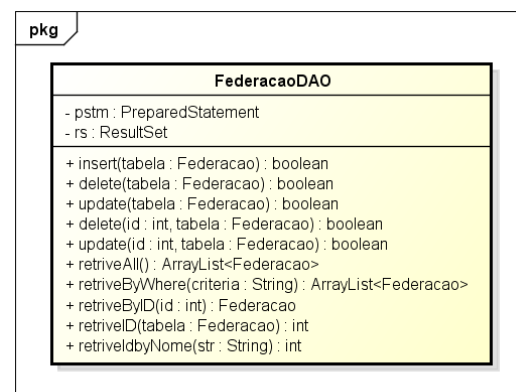 pkg
FederacaoDAO
- pstm : PreparedStatement
- rs : ResultSet
+ insert(tabela : Federacao) : boolean
+ delete(tabela : Federacao) : boolean
+ update(tabela : Federacao) : boolean
+ delete(id : int, tabela : Federacao) : boolean
+ update(id : int, tabela : Federacao) : boolean
+ retriveAll() : ArrayList<Federacao>
+ retriveByWhere(criteria : String) : ArrayList<Federacao>
+ retriveByID(id : int) : Federacao
+ retriveID(tabela : Federacao) : int
+ retriveIdbyNome(str : String) : int